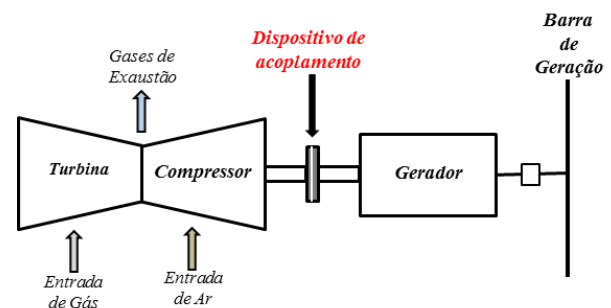 Barra
de
Geração
Gases de
Exaustão
Dispositivo de
acoplamento
Turbina
Compressor
Gerador
Entrada
de Gás
Entrada
de Ar